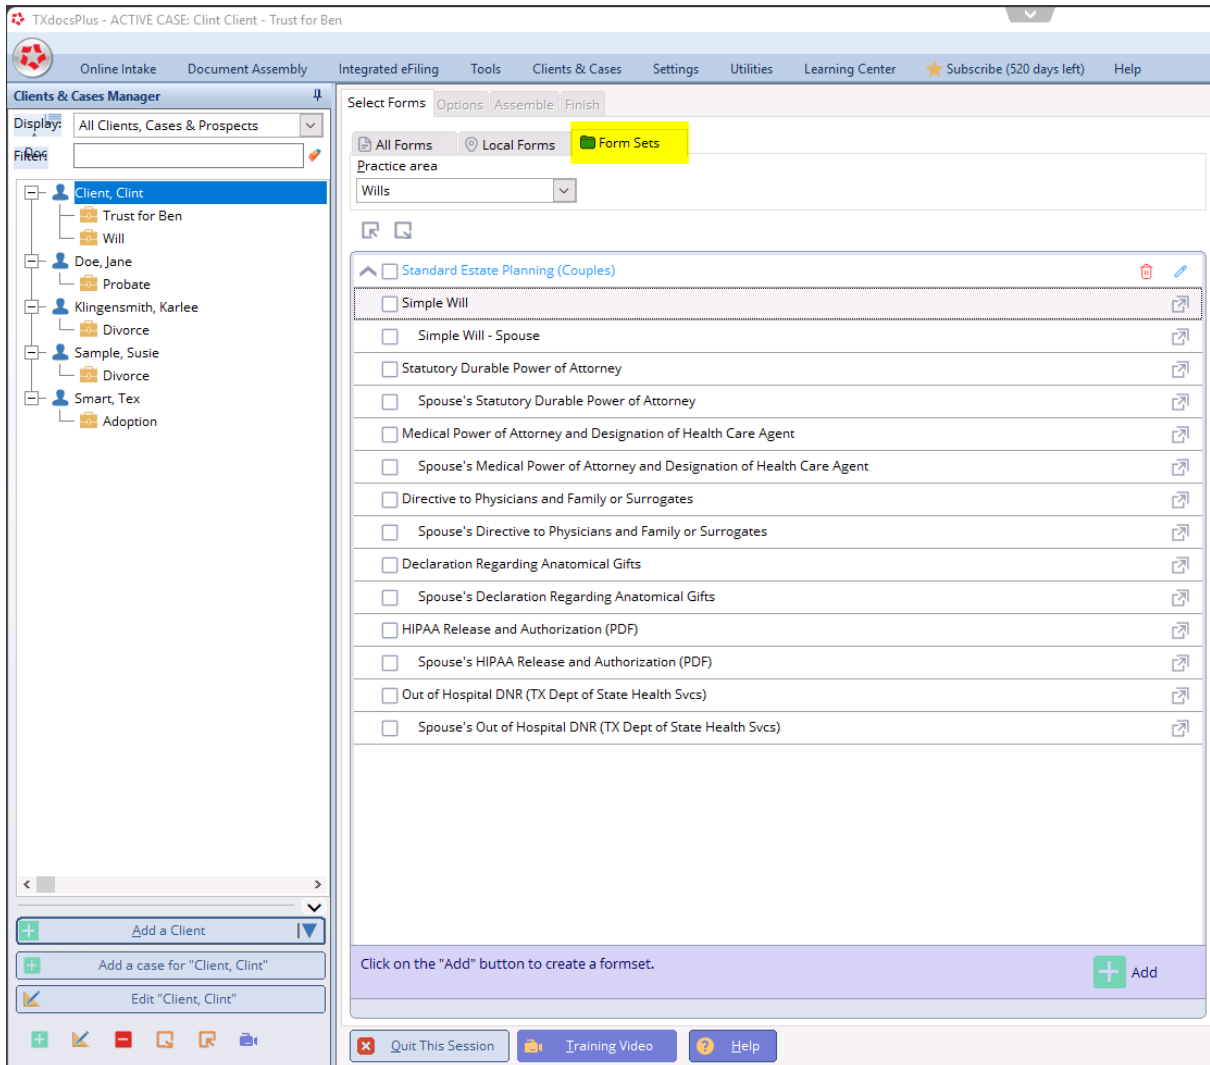 TXdocsPlus - ACTIVE CASE: Clint Client - Trust for Ben
Online Intake Document Assembly Integrated eFiling Tools Clients & Cases Settings Utilities Learning Center Subscribe (520 days left) Help
Clients & Cases Manager
Display: All Clients, Cases & Prospects
Filter:
Client, Clint
Trust for Ben
Will
Doe, Jane
Probate
Klingensmith, Karlee
Divorce
Sample, Susie
Divorce
Smart, Tex
Adoption
Add a Client
Add a case for "Client, Clint"
Edit "Client, Clint"
Select Forms Options Assemble Finish
All Forms Local Forms Form Sets
Practice area
Wills
Standard Estate Planning (Couples)
Simple Will
Simple Will - Spouse
Statutory Durable Power of Attorney
Spouse's Statutory Durable Power of Attorney
Medical Power of Attorney and Designation of Health Care Agent
Spouse's Medical Power of Attorney and Designation of Health Care Agent
Directive to Physicians and Family or Surrogates
Spouse's Directive to Physicians and Family or Surrogates
Declaration Regarding Anatomical Gifts
Spouse's Declaration Regarding Anatomical Gifts
HIPAA Release and Authorization (PDF)
Spouse's HIPAA Release and Authorization (PDF)
Out of Hospital DNR (TX Dept of State Health Svcs)
Spouse's Out of Hospital DNR (TX Dept of State Health Svcs)
Click on the "Add" button to create a formset.
Add
Quit This Session Training Video Help